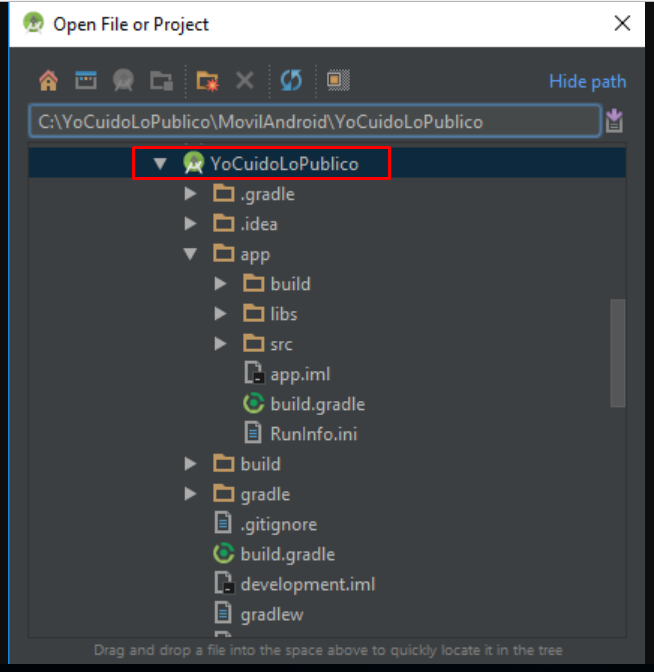 Open File or Project
Hide path
C:\YoCuidoLoPublico\MovilAndroid\YoCuidoLoPublico
YoCuidoLoPublico
.gradle
.idea
app
build
libs
src
app.iml
build.gradle
RunInfo.ini
build
gradle
.gitignore
build.gradle
development.iml
gradlew
Drag and drop a file into the space above to quickly locate it in the tree